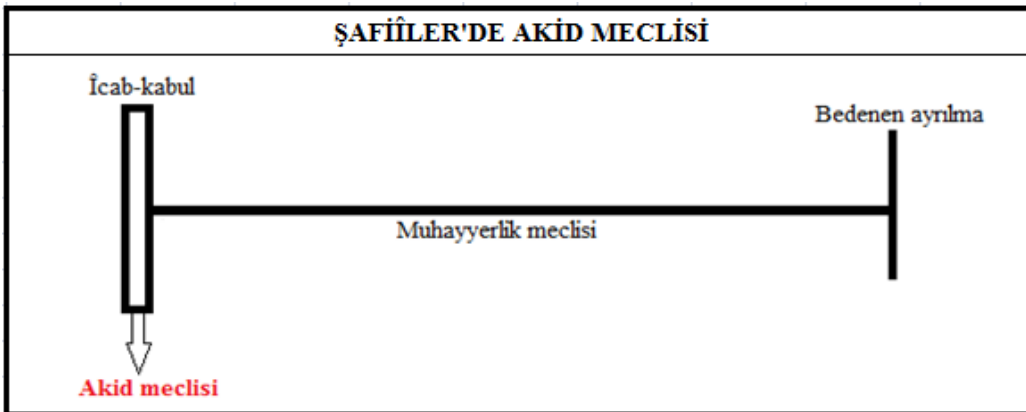 ŞAFİÎLER'DE AKİD MECLİSİ
Îcab-kabul
Bedenen ayrılma
Muhayyerlik meclisi
Akid meclisi